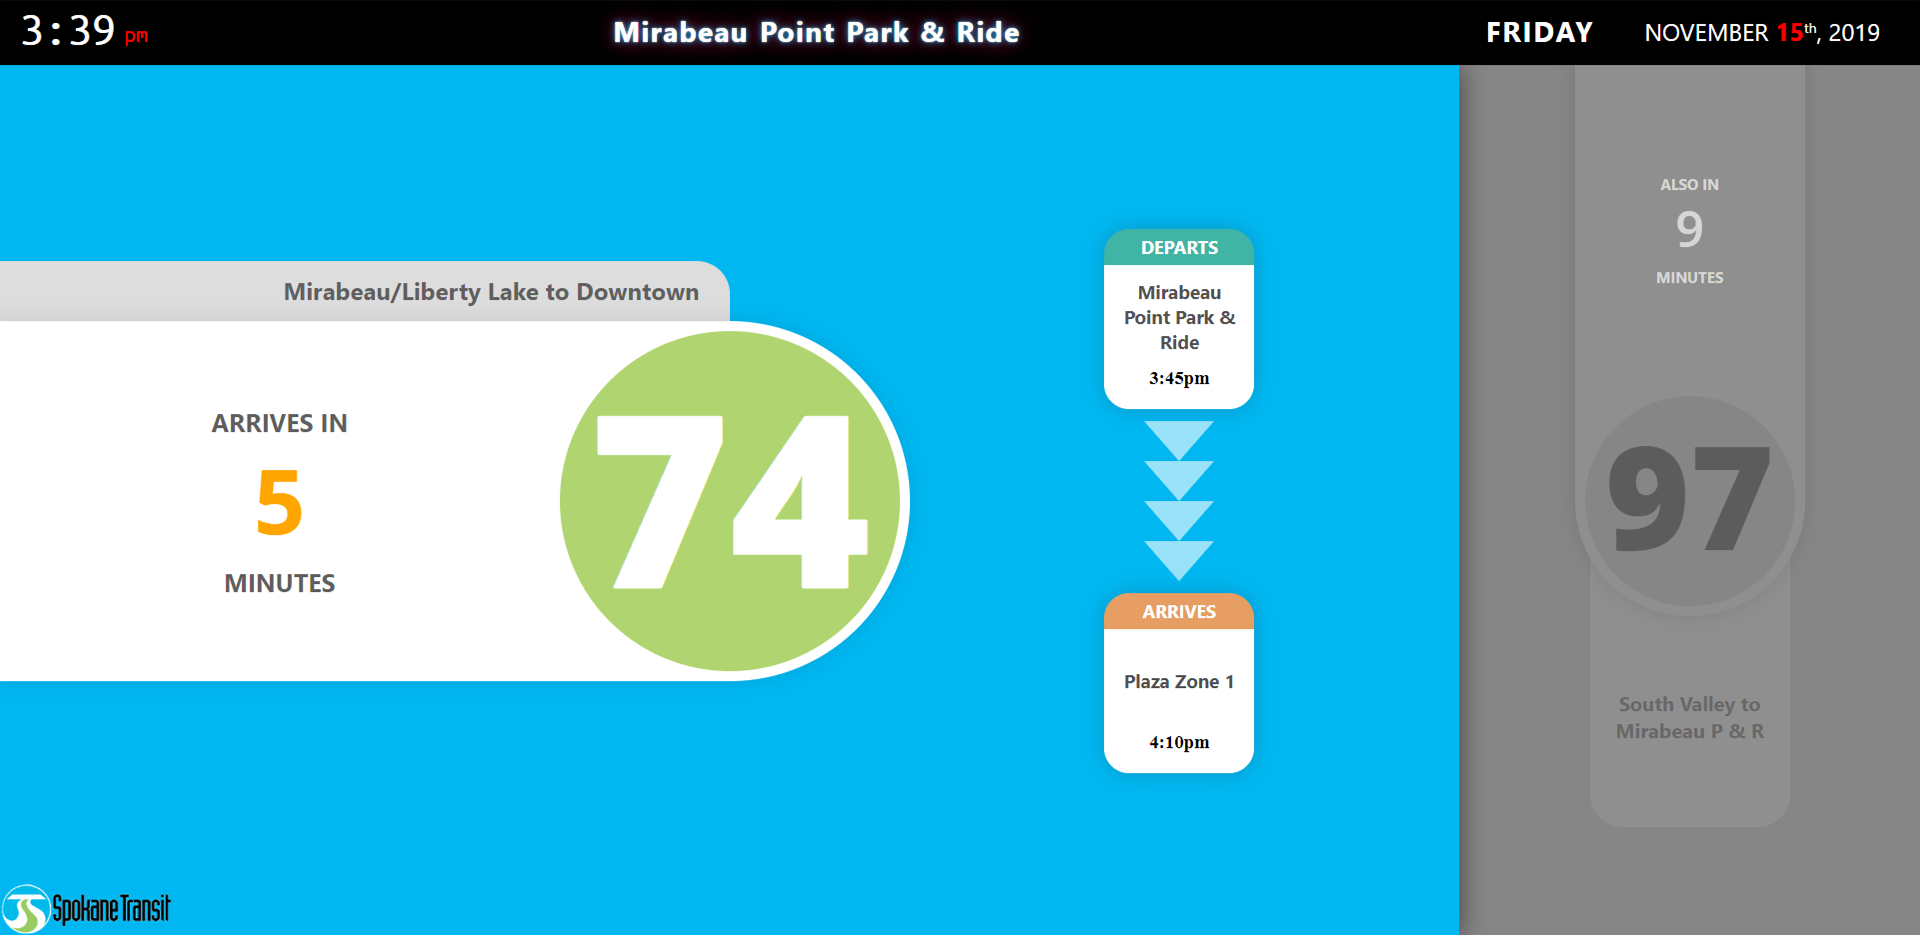 3:39 pm
Mirabeau Point Park & Ride
FRIDAY
NOVEMBER 15th, 2019
Mirabeau/Liberty Lake to Downtown
ARRIVES IN
5
MINUTES
74
DEPARTS
Mirabeau
Point Park &
Ride
3:45pm
ARRIVES
Plaza Zone 1
4:10pm
ALSO IN
9
MINUTES
97
South Valley to
Mirabeau P & R
Spokane Transit